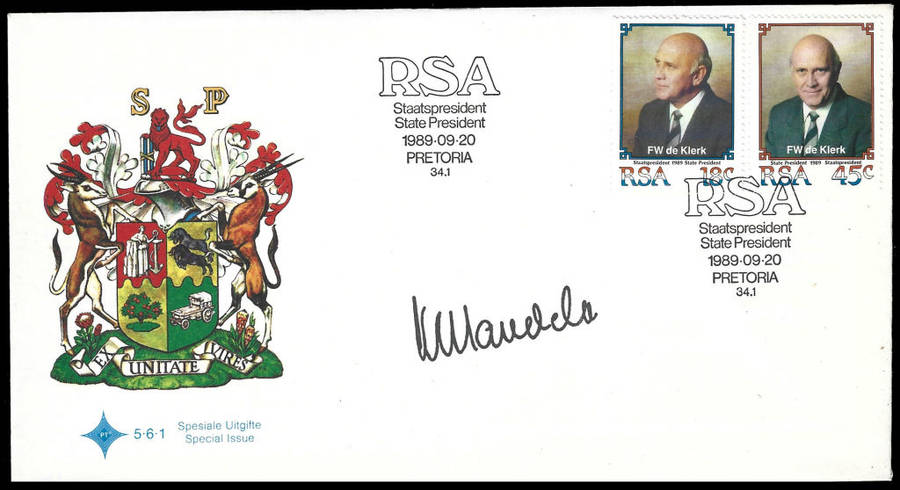 S P
EX UNITATE VIRES
PTT
5·6·1
Spesiale Uitgifte
Special Issue
RSA
Staatspresident
State President
1989·09·20
PRETORIA
34.1
Mandela
FW de Klerk
Staatspresident 1989 State President
RSA 18c
FW de Klerk
State President 1989 Staatspresident
RSA 45c
RSA
Staatspresident
State President
1989·09·20
PRETORIA
34.1